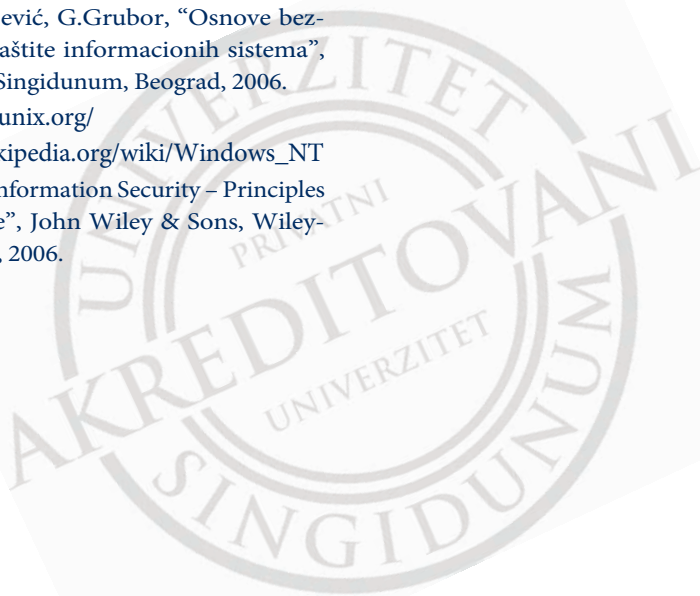 ević, G.Grubor, “Osnove bez-
aštite informacionih sistema”,
Singidunum, Beograd, 2006.
unix.org/
kipedia.org/wiki/Windows_NT
nformation Security – Principles
e”, John Wiley & Sons, Wiley-
, 2006.
UNIVERZITET
PRIVATNI
AKREDITOVANI
UNIVERZITET
SINGIDUNUM